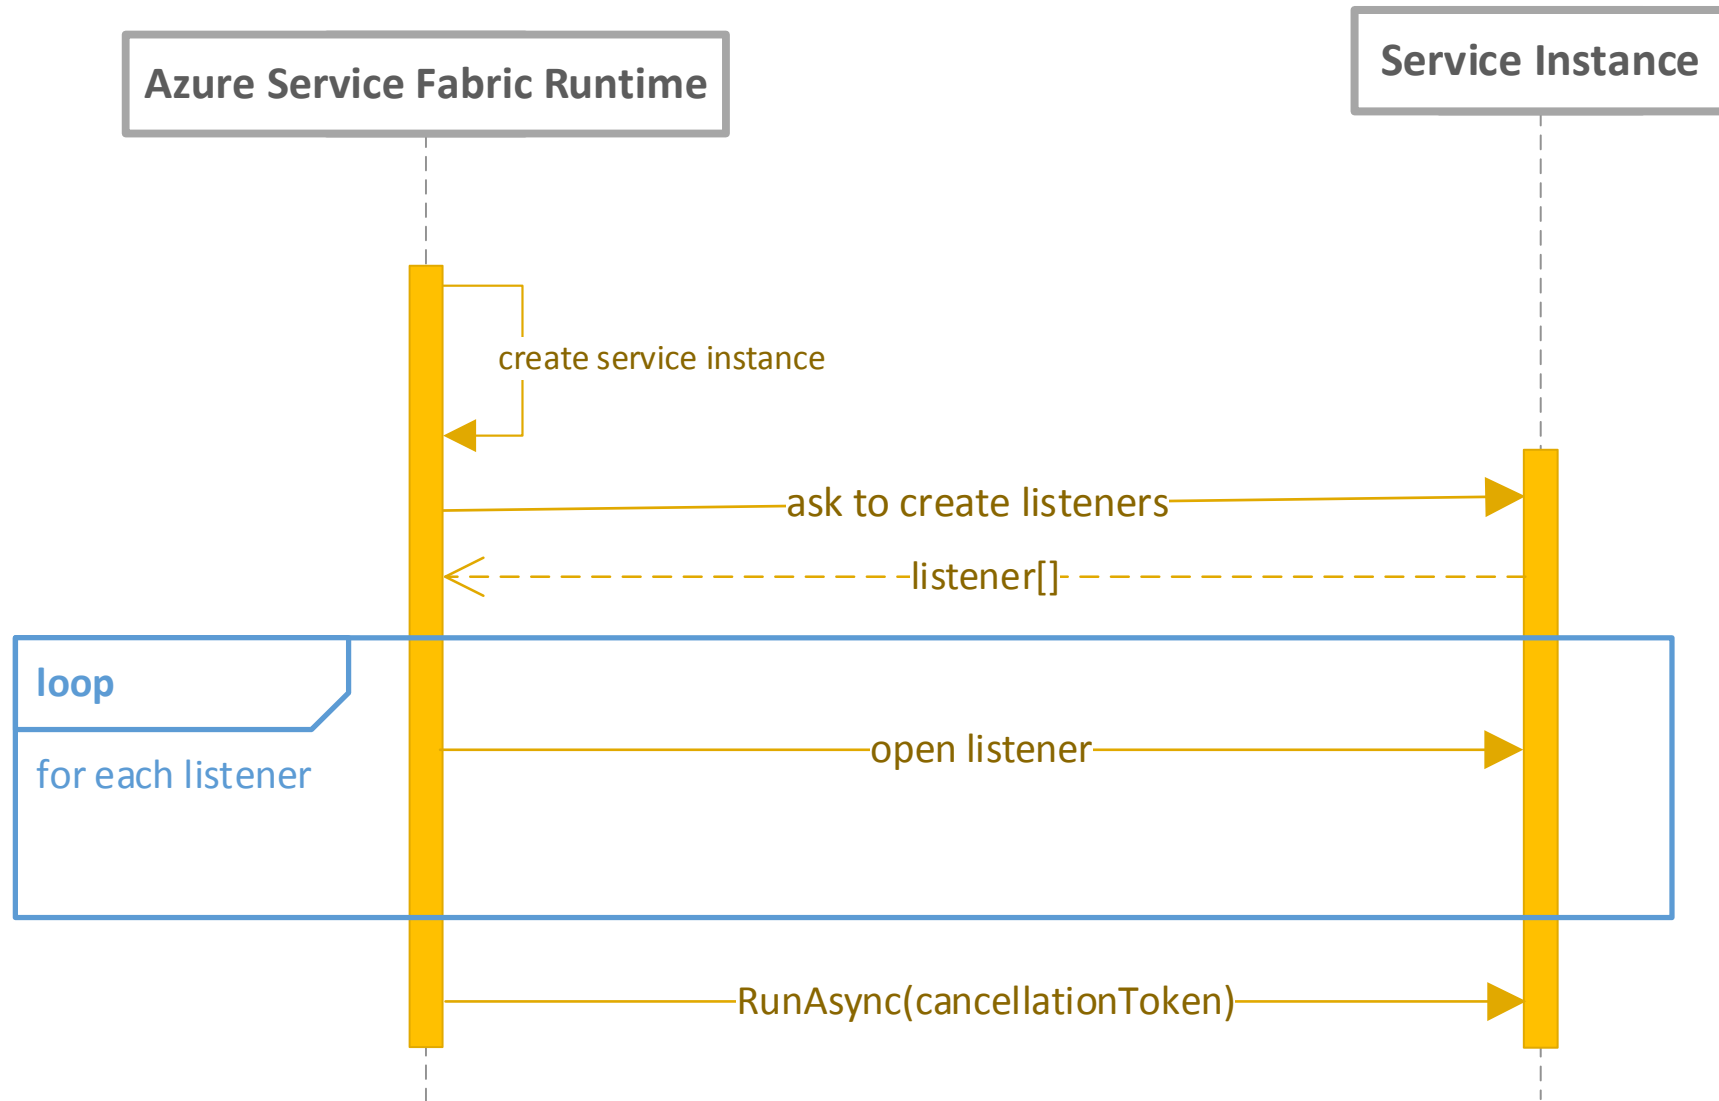 Azure Service Fabric Runtime
Service Instance
create service instance
ask to create listeners
listener[]
loop
for each listener
open listener
RunAsync(cancellationToken)